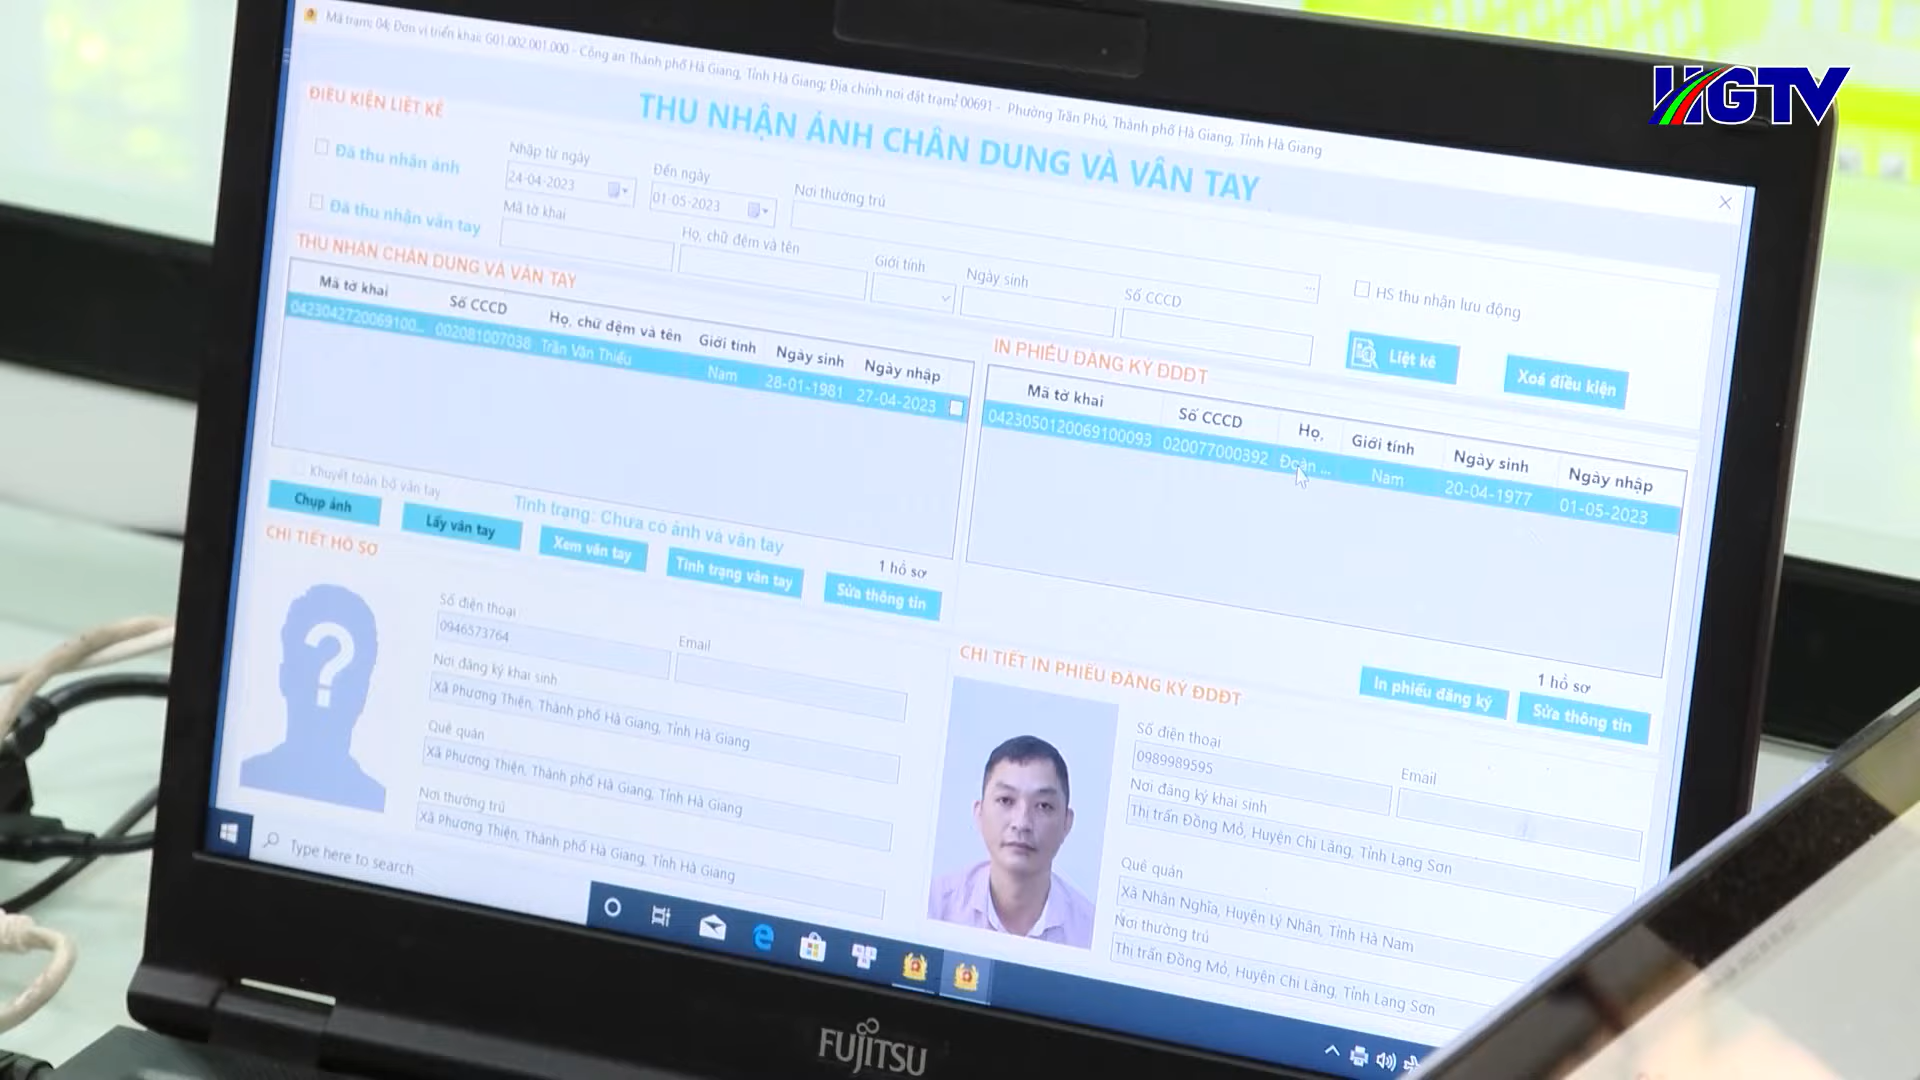 HGTV
Mã trạm: 04; Đơn vị triển khai: G01.002.001.000 - Công an Thành phố Hà Giang, Tỉnh Hà Giang; Địa chính nơi đặt trạm: 00691 - Phường Trần Phú, Thành phố Hà Giang, Tỉnh Hà Giang
THU NHẬN ẢNH CHÂN DUNG VÀ VÂN TAY
ĐIỀU KIỆN LIỆT KÊ
Đã thu nhận ảnh
Nhập từ ngày
24-04-2023
Đến ngày
01-05-2023
Nơi thường trú
Đã thu nhận vân tay
Mã tờ khai
Họ, chữ đệm và tên
Giới tính
Ngày sinh
Số CCCD
HS thu nhận lưu động
Liệt kê
Xoá điều kiện
THU NHẬN CHÂN DUNG VÀ VÂN TAY
Mã tờ khai Số CCCD Họ, chữ đệm và tên Giới tính Ngày sinh Ngày nhập
0423042720069100... 002081007038 Trần Văn Thiếu Nam 28-01-1981 27-04-2023
Khuyết toàn bộ vân tay
Tình trạng: Chưa có ảnh và vân tay
1 hồ sơ
Chụp ảnh
Lấy vân tay
Xem vân tay
Tình trạng vân tay
Sửa thông tin
CHI TIẾT HỒ SƠ
Số điện thoại
0946573764
Email
Nơi đăng ký khai sinh
Xã Phương Thiện, Thành phố Hà Giang, Tỉnh Hà Giang
Quê quán
Xã Phương Thiện, Thành phố Hà Giang, Tỉnh Hà Giang
Nơi thường trú
Xã Phương Thiện, Thành phố Hà Giang, Tỉnh Hà Giang
IN PHIẾU ĐĂNG KÝ ĐDĐT
Mã tờ khai Số CCCD Họ, Giới tính Ngày sinh Ngày nhập
0423050120069100093 020077000392 Đoàn ... Nam 20-04-1977 01-05-2023
1 hồ sơ
In phiếu đăng ký
Sửa thông tin
CHI TIẾT IN PHIẾU ĐĂNG KÝ ĐDĐT
Số điện thoại
0989989595
Email
Nơi đăng ký khai sinh
Thị trấn Đồng Mỏ, Huyện Chi Lăng, Tỉnh Lạng Sơn
Quê quán
Xã Nhân Nghĩa, Huyện Lý Nhân, Tỉnh Hà Nam
Nơi thường trú
Thị trấn Đồng Mỏ, Huyện Chi Lăng, Tỉnh Lạng Sơn
Type here to search
FUJITSU